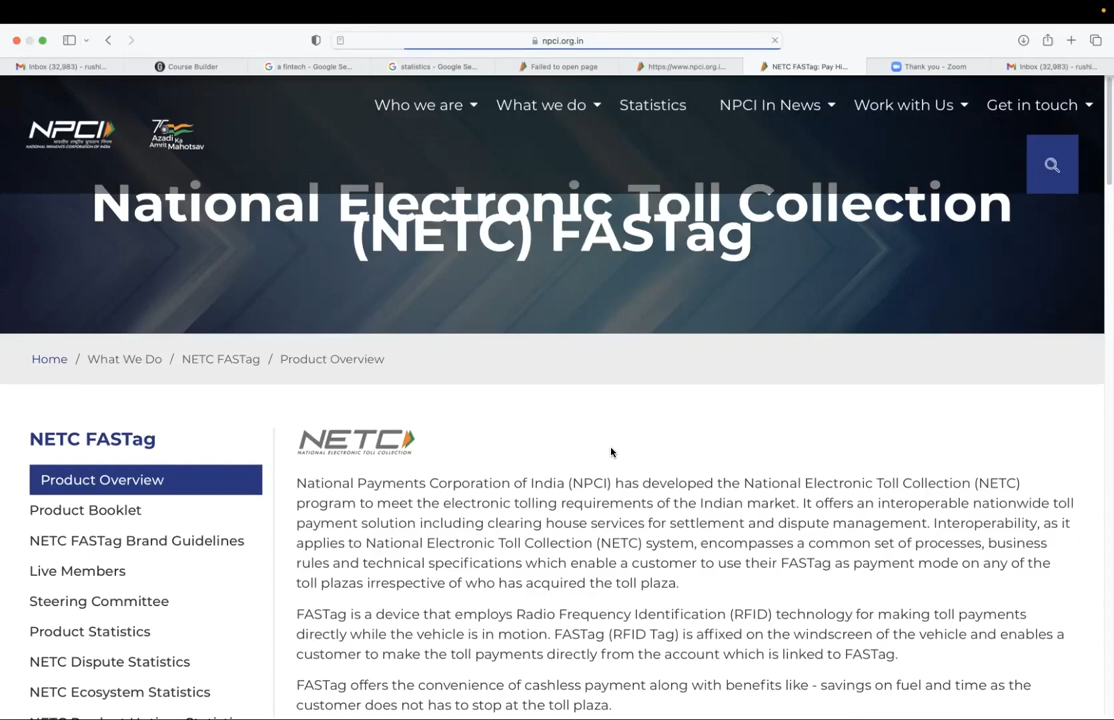 npci.org.in
Inbox (32,983) - rushi...
Course Builder
a fintech - Google Se...
statistics - Google Se...
Failed to open page
https://www.npci.org.i...
NETC FASTag: Pay Hi...
Thank you - Zoom
Inbox (32,983) - rushi...
Who we are
What we do
Statistics
NPCI In News
Work with Us
Get in touch
NPCI
NATIONAL PAYMENTS CORPORATION OF INDIA
75
Azadi Ka
Amrit Mahotsav
National Electronic Toll Collection
(NETC) FASTag
Home / What We Do / NETC FASTag / Product Overview
NETC FASTag
Product Overview
Product Booklet
NETC FASTag Brand Guidelines
Live Members
Steering Committee
Product Statistics
NETC Dispute Statistics
NETC Ecosystem Statistics
NETC
NATIONAL ELECTRONIC TOLL COLLECTION
National Payments Corporation of India (NPCI) has developed the National Electronic Toll Collection (NETC)
program to meet the electronic tolling requirements of the Indian market. It offers an interoperable nationwide toll
payment solution including clearing house services for settlement and dispute management. Interoperability, as it
applies to National Electronic Toll Collection (NETC) system, encompasses a common set of processes, business
rules and technical specifications which enable a customer to use their FASTag as payment mode on any of the
toll plazas irrespective of who has acquired the toll plaza.
FASTag is a device that employs Radio Frequency Identification (RFID) technology for making toll payments
directly while the vehicle is in motion. FASTag (RFID Tag) is affixed on the windscreen of the vehicle and enables a
customer to make the toll payments directly from the account which is linked to FASTag.
FASTag offers the convenience of cashless payment along with benefits like - savings on fuel and time as the
customer does not has to stop at the toll plaza.